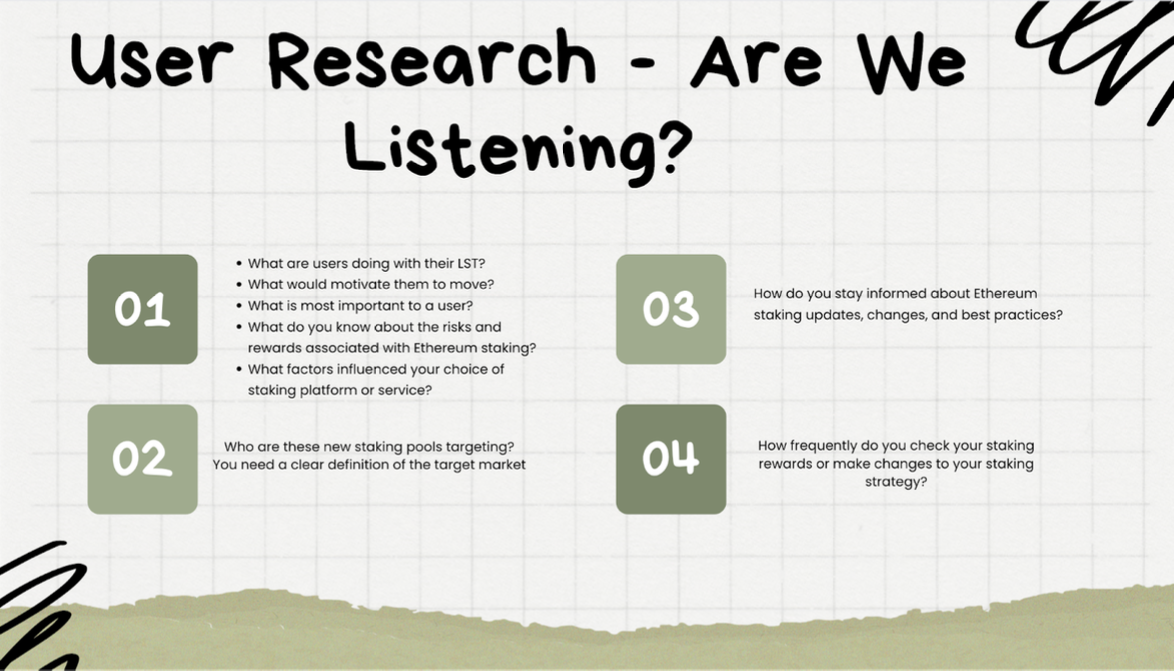 User Research - Are We
Listening?
01
• What are users doing with their LST?
• What would motivate them to move?
• What is most important to a user?
• What do you know about the risks and
rewards associated with Ethereum staking?
• What factors influenced your choice of
staking platform or service?
02
Who are these new staking pools targeting?
You need a clear definition of the target market
03
How do you stay informed about Ethereum
staking updates, changes, and best practices?
04
How frequently do you check your staking
rewards or make changes to your staking
strategy?